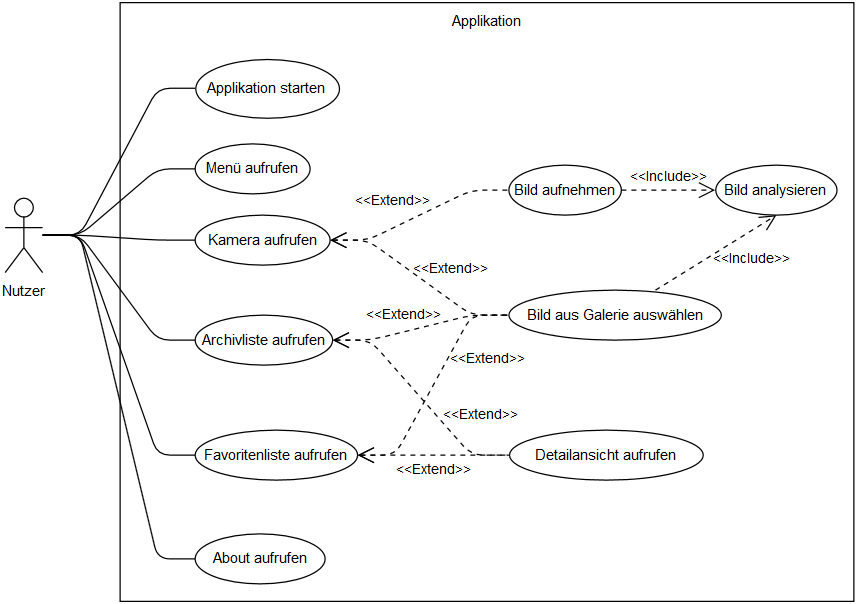 Applikation
Applikation starten
Menü aufrufen
<<Extend>>
Bild aufnehmen
<<Include>>
Bild analysieren
Kamera aufrufen
<<Extend>>
<<Include>>
Nutzer
<<Extend>>
Bild aus Galerie auswählen
Archivliste aufrufen
<<Extend>>
<<Extend>>
Favoritenliste aufrufen
<<Extend>>
Detailansicht aufrufen
About aufrufen